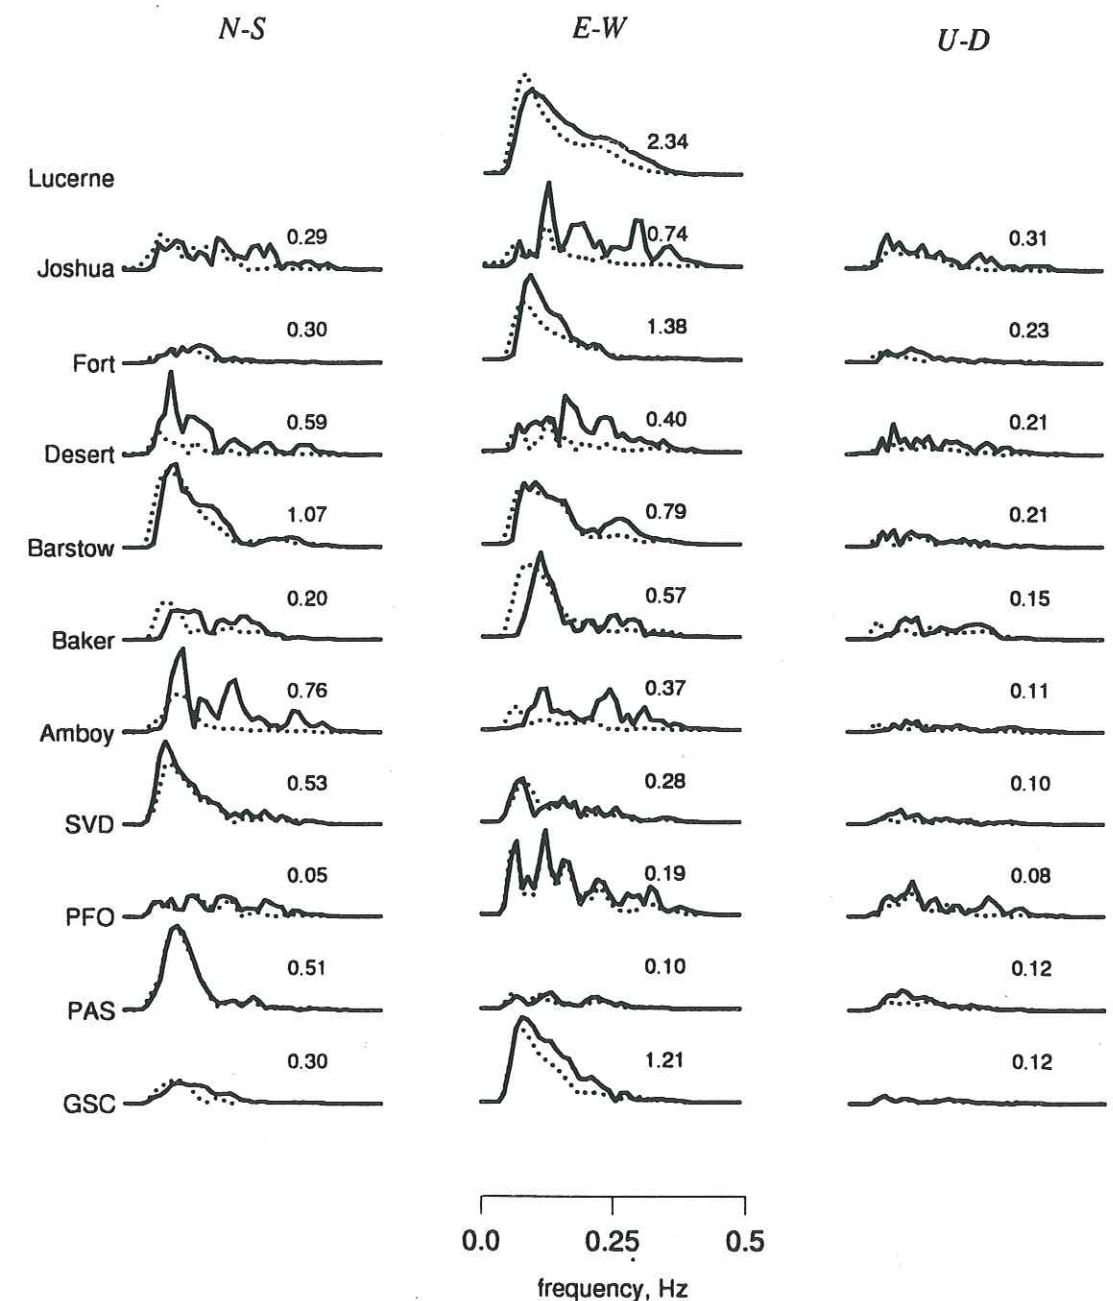 N-S E-W U-D
Lucerne 2.34
Joshua 0.29 0.74 0.31
Fort 0.30 1.38 0.23
Desert 0.59 0.40 0.21
Barstow 1.07 0.79 0.21
Baker 0.20 0.57 0.15
Amboy 0.76 0.37 0.11
SVD 0.53 0.28 0.10
PFO 0.05 0.19 0.08
PAS 0.51 0.10 0.12
GSC 0.30 1.21 0.12
0.0 0.25 0.5
frequency, Hz